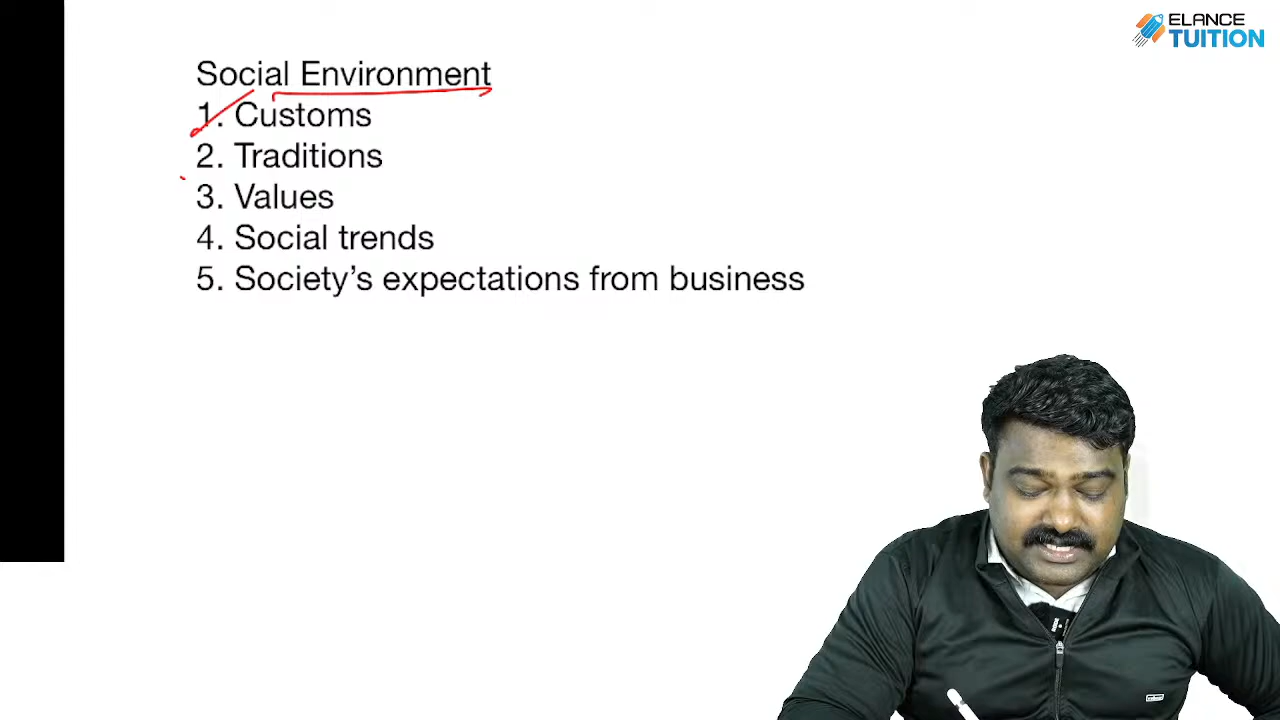 ELANCE
TUITION
Social Environment
1. Customs
2. Traditions
3. Values
4. Social trends
5. Society’s expectations from business